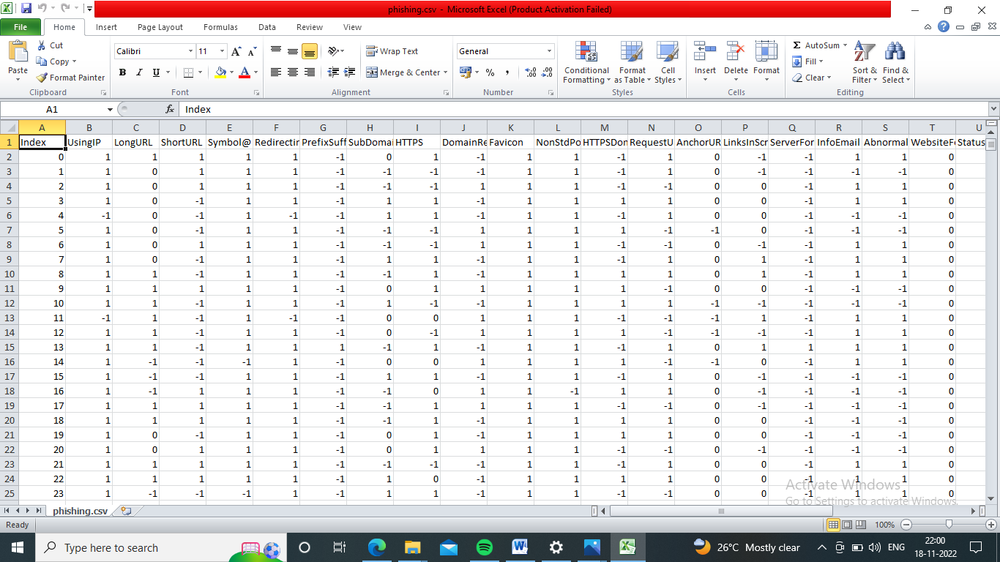 phishing.csv - Microsoft Excel (Product Activation Failed)
File Home Insert Page Layout Formulas Data Review View
Paste Cut Copy Format Painter
Calibri 11 B I U
Wrap Text Merge & Center
General % ,
Conditional Formatting Format as Table Cell Styles
Insert Delete Format
Σ AutoSum Fill Clear Sort & Filter Find & Select
Clipboard Font Alignment Number Styles Cells Editing
A1 fx Index
A B C D E F G H I J K L M N O P Q R S T U
1 Index UsingIP LongURL ShortURL Symbol@ Redirectin PrefixSuff SubDomai HTTPS DomainRe Favicon NonStdPo HTTPSDon RequestU AnchorUR LinksInScr ServerFor InfoEmail Abnormal WebsiteFo Status
2 0 1 1 1 1 1 -1 0 1 -1 1 1 -1 1 0 -1 -1 1 1 0
3 1 1 0 1 1 1 -1 -1 -1 -1 1 1 -1 1 0 -1 -1 -1 -1 0
4 2 1 0 1 1 1 -1 -1 -1 1 1 1 -1 -1 0 0 -1 1 1 0
5 3 1 0 -1 1 1 -1 1 1 -1 1 1 1 1 0 0 -1 1 1 0
6 4 -1 0 -1 1 -1 -1 1 1 -1 1 1 -1 1 0 0 -1 -1 -1 0
7 5 1 0 -1 1 1 -1 -1 -1 1 1 1 1 -1 -1 0 -1 -1 -1 0
8 6 1 0 -1 1 1 -1 -1 -1 1 1 1 -1 -1 0 -1 -1 1 1 0
9 7 1 0 -1 1 1 -1 1 1 -1 1 1 -1 1 0 1 -1 1 1 0
10 8 1 1 -1 1 1 -1 -1 1 -1 1 1 1 1 0 1 -1 1 1 0
11 9 1 1 1 1 1 -1 0 1 1 1 1 1 -1 0 0 -1 -1 -1 0
12 10 1 1 -1 1 1 -1 1 -1 -1 1 1 1 1 -1 -1 -1 -1 1 0
13 11 -1 1 -1 1 -1 -1 0 0 1 1 1 -1 -1 -1 1 -1 1 1 0
14 12 1 1 -1 1 1 -1 0 -1 1 1 1 1 -1 -1 -1 -1 1 1 0
15 13 1 1 -1 1 1 1 -1 1 -1 1 1 -1 1 0 1 1 1 1 0
16 14 1 -1 -1 -1 1 -1 0 0 1 1 1 1 -1 -1 0 -1 1 1 0
17 15 1 -1 -1 1 1 -1 1 1 -1 1 1 -1 1 0 -1 -1 -1 -1 0
18 16 1 -1 1 1 1 -1 -1 0 1 1 -1 1 1 0 -1 -1 -1 -1 0
19 17 1 1 1 1 1 -1 -1 1 1 1 1 -1 1 0 0 -1 -1 -1 0
20 18 1 1 1 1 1 -1 -1 1 -1 1 1 1 1 0 0 -1 -1 -1 0
21 19 1 0 -1 1 1 -1 0 1 1 1 1 1 1 0 0 -1 -1 -1 0
22 20 1 0 1 1 1 -1 0 1 1 1 1 -1 -1 0 -1 -1 -1 1 0
23 21 1 1 1 1 1 -1 -1 -1 -1 1 1 -1 1 0 0 -1 1 1 0
24 22 1 1 1 1 1 -1 1 0 -1 1 1 1 1 0 0 -1 1 1 0
25 23 1 -1 -1 -1 1 -1 0 1 -1 1 1 -1 -1 0 0 -1 1 1 0
Activate Windows
Go to Settings to activate Windows.
phishing.csv
Ready 100%
Type here to search 26°C Mostly clear ENG 22:00
18-11-2022